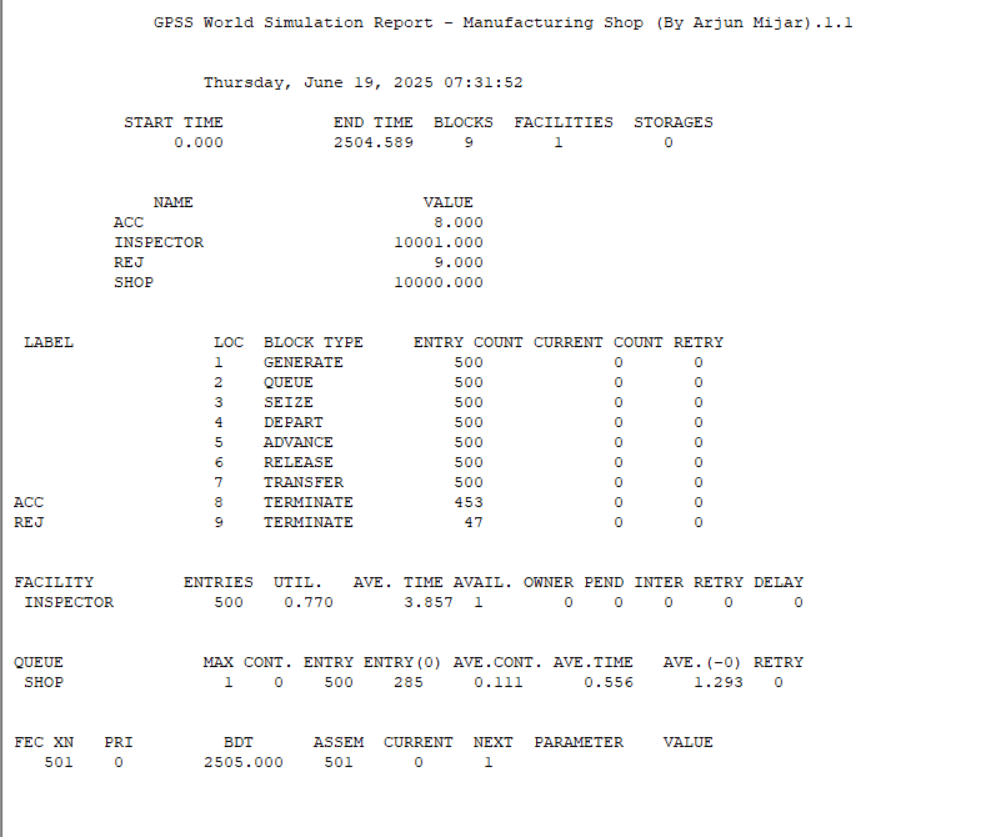 GPSS World Simulation Report - Manufacturing Shop (By Arjun Mijar).1.1
Thursday, June 19, 2025 07:31:52
START TIME END TIME BLOCKS FACILITIES STORAGES
0.000 2504.589 9 1 0
NAME VALUE
ACC 8.000
INSPECTOR 10001.000
REJ 9.000
SHOP 10000.000
LABEL LOC BLOCK TYPE ENTRY COUNT CURRENT COUNT RETRY
1 GENERATE 500 0 0
2 QUEUE 500 0 0
3 SEIZE 500 0 0
4 DEPART 500 0 0
5 ADVANCE 500 0 0
6 RELEASE 500 0 0
7 TRANSFER 500 0 0
ACC 8 TERMINATE 453 0 0
REJ 9 TERMINATE 47 0 0
FACILITY ENTRIES UTIL. AVE. TIME AVAIL. OWNER PEND INTER RETRY DELAY
INSPECTOR 500 0.770 3.857 1 0 0 0 0 0
QUEUE MAX CONT. ENTRY ENTRY(0) AVE.CONT. AVE.TIME AVE.(-0) RETRY
SHOP 1 0 500 285 0.111 0.556 1.293 0
FEC XN PRI BDT ASSEM CURRENT NEXT PARAMETER VALUE
501 0 2505.000 501 0 1